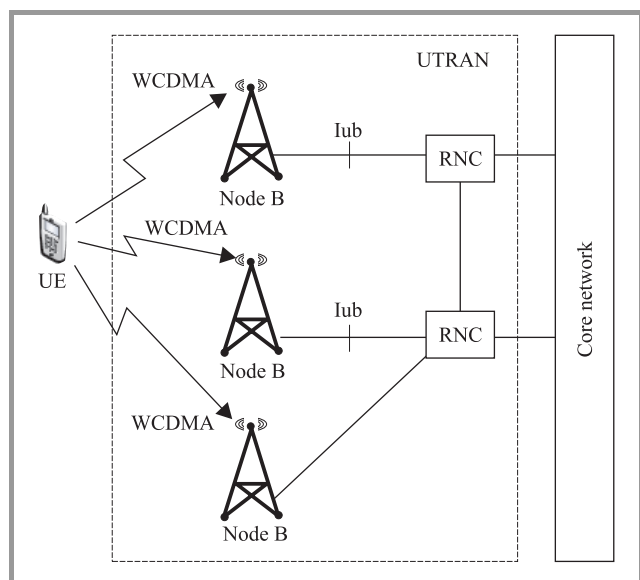 UTRAN
WCDMA
Iub
RNC
Node B
WCDMA
UE
Iub
RNC
Node B
Core network
WCDMA
Node B